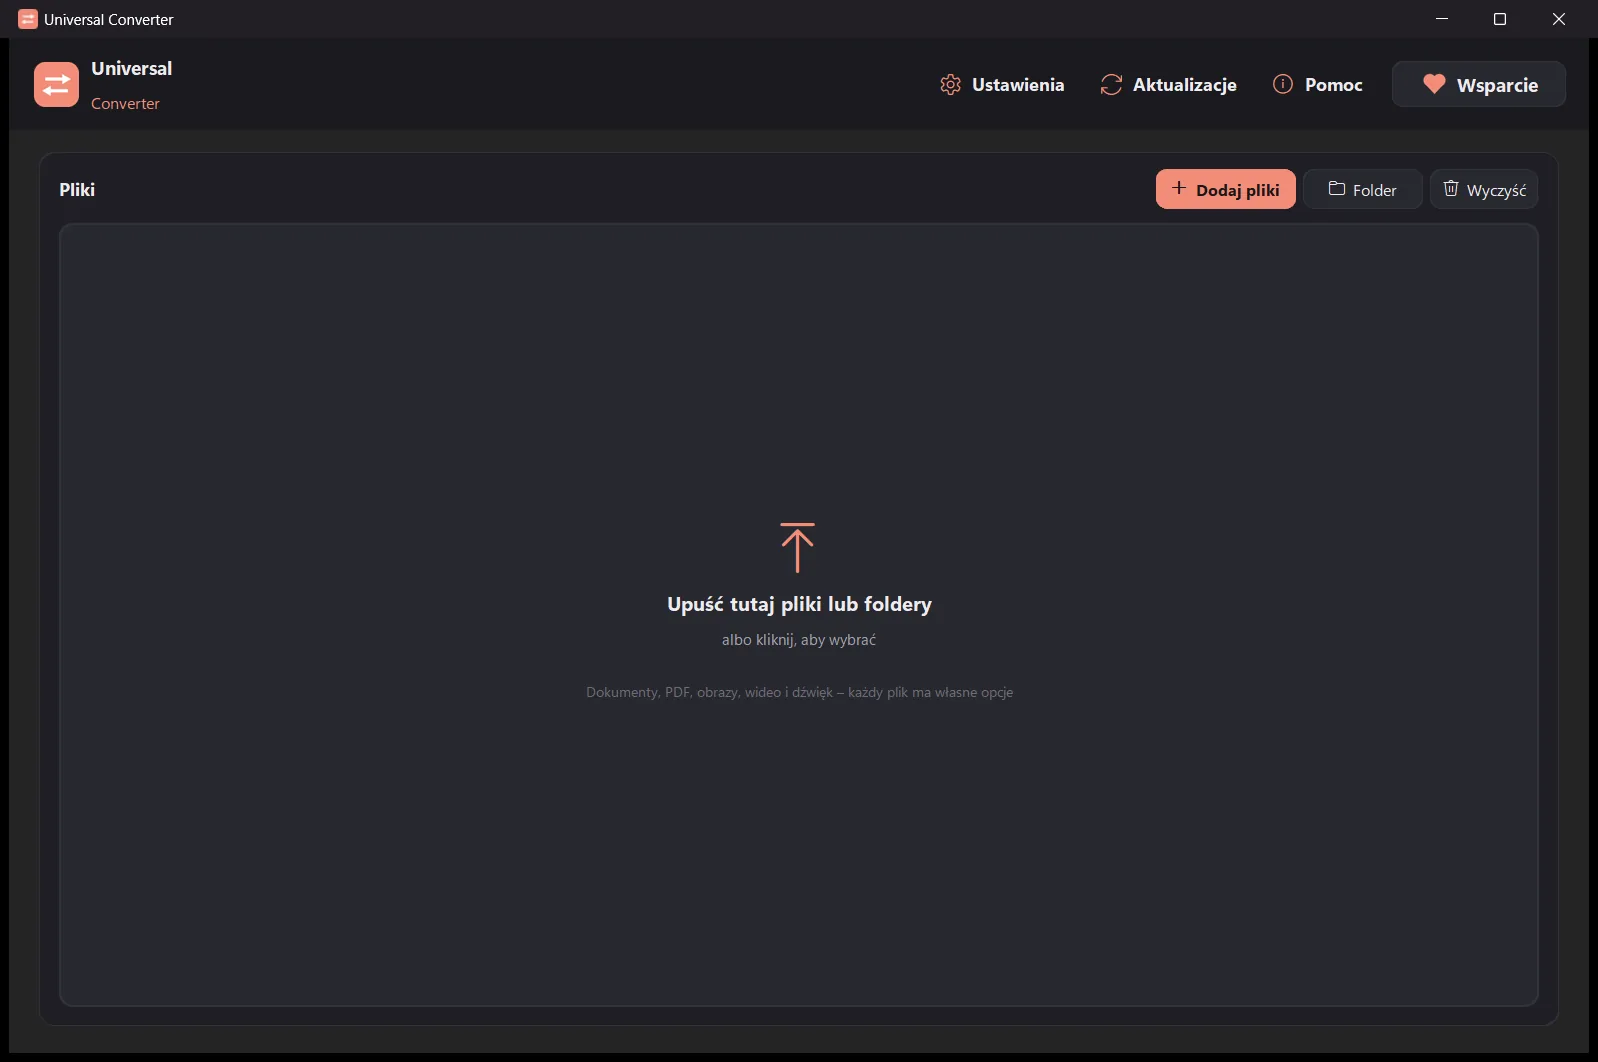 Universal Converter
Universal
Converter
Ustawienia
Aktualizacje
Pomoc
Wsparcie
Pliki
Dodaj pliki
Folder
Wyczyść
Upuść tutaj pliki lub foldery
albo kliknij, aby wybrać
Dokumenty, PDF, obrazy, wideo i dźwięk – każdy plik ma własne opcje